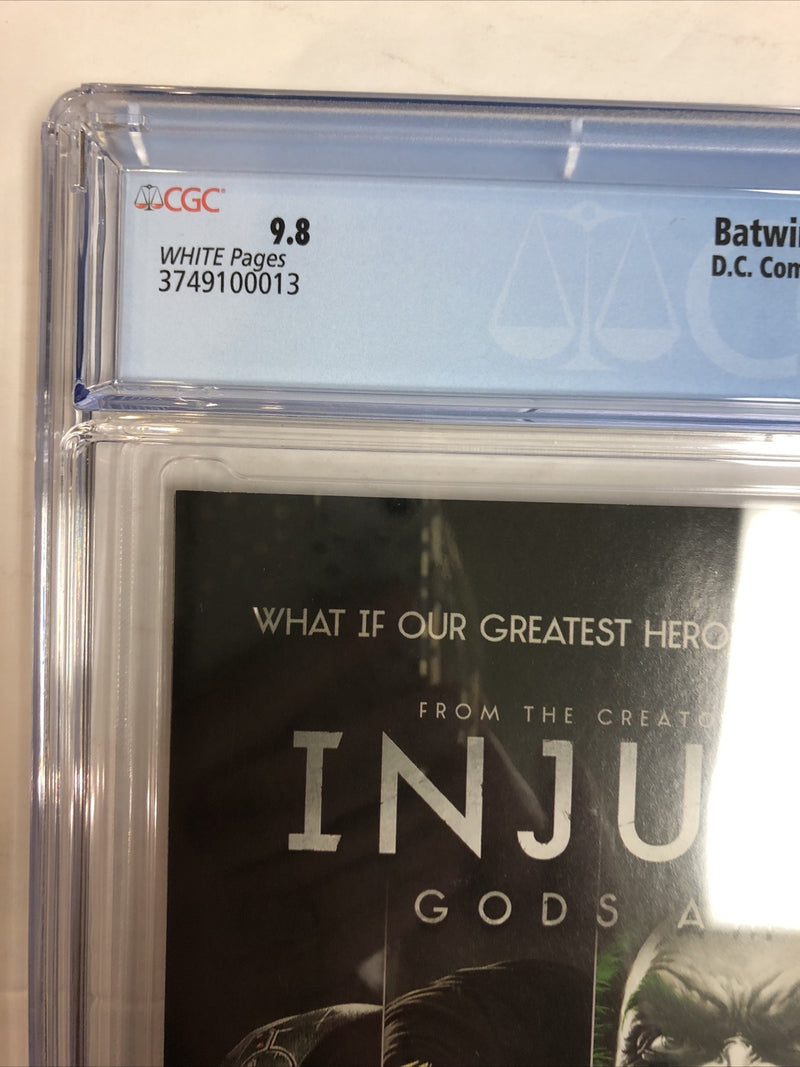 CGC
9.8
WHITE Pages
3749100013
Batwi
D.C. Com
WHAT IF OUR GREATEST HERO
FROM THE CREATO
INJU
GODS A